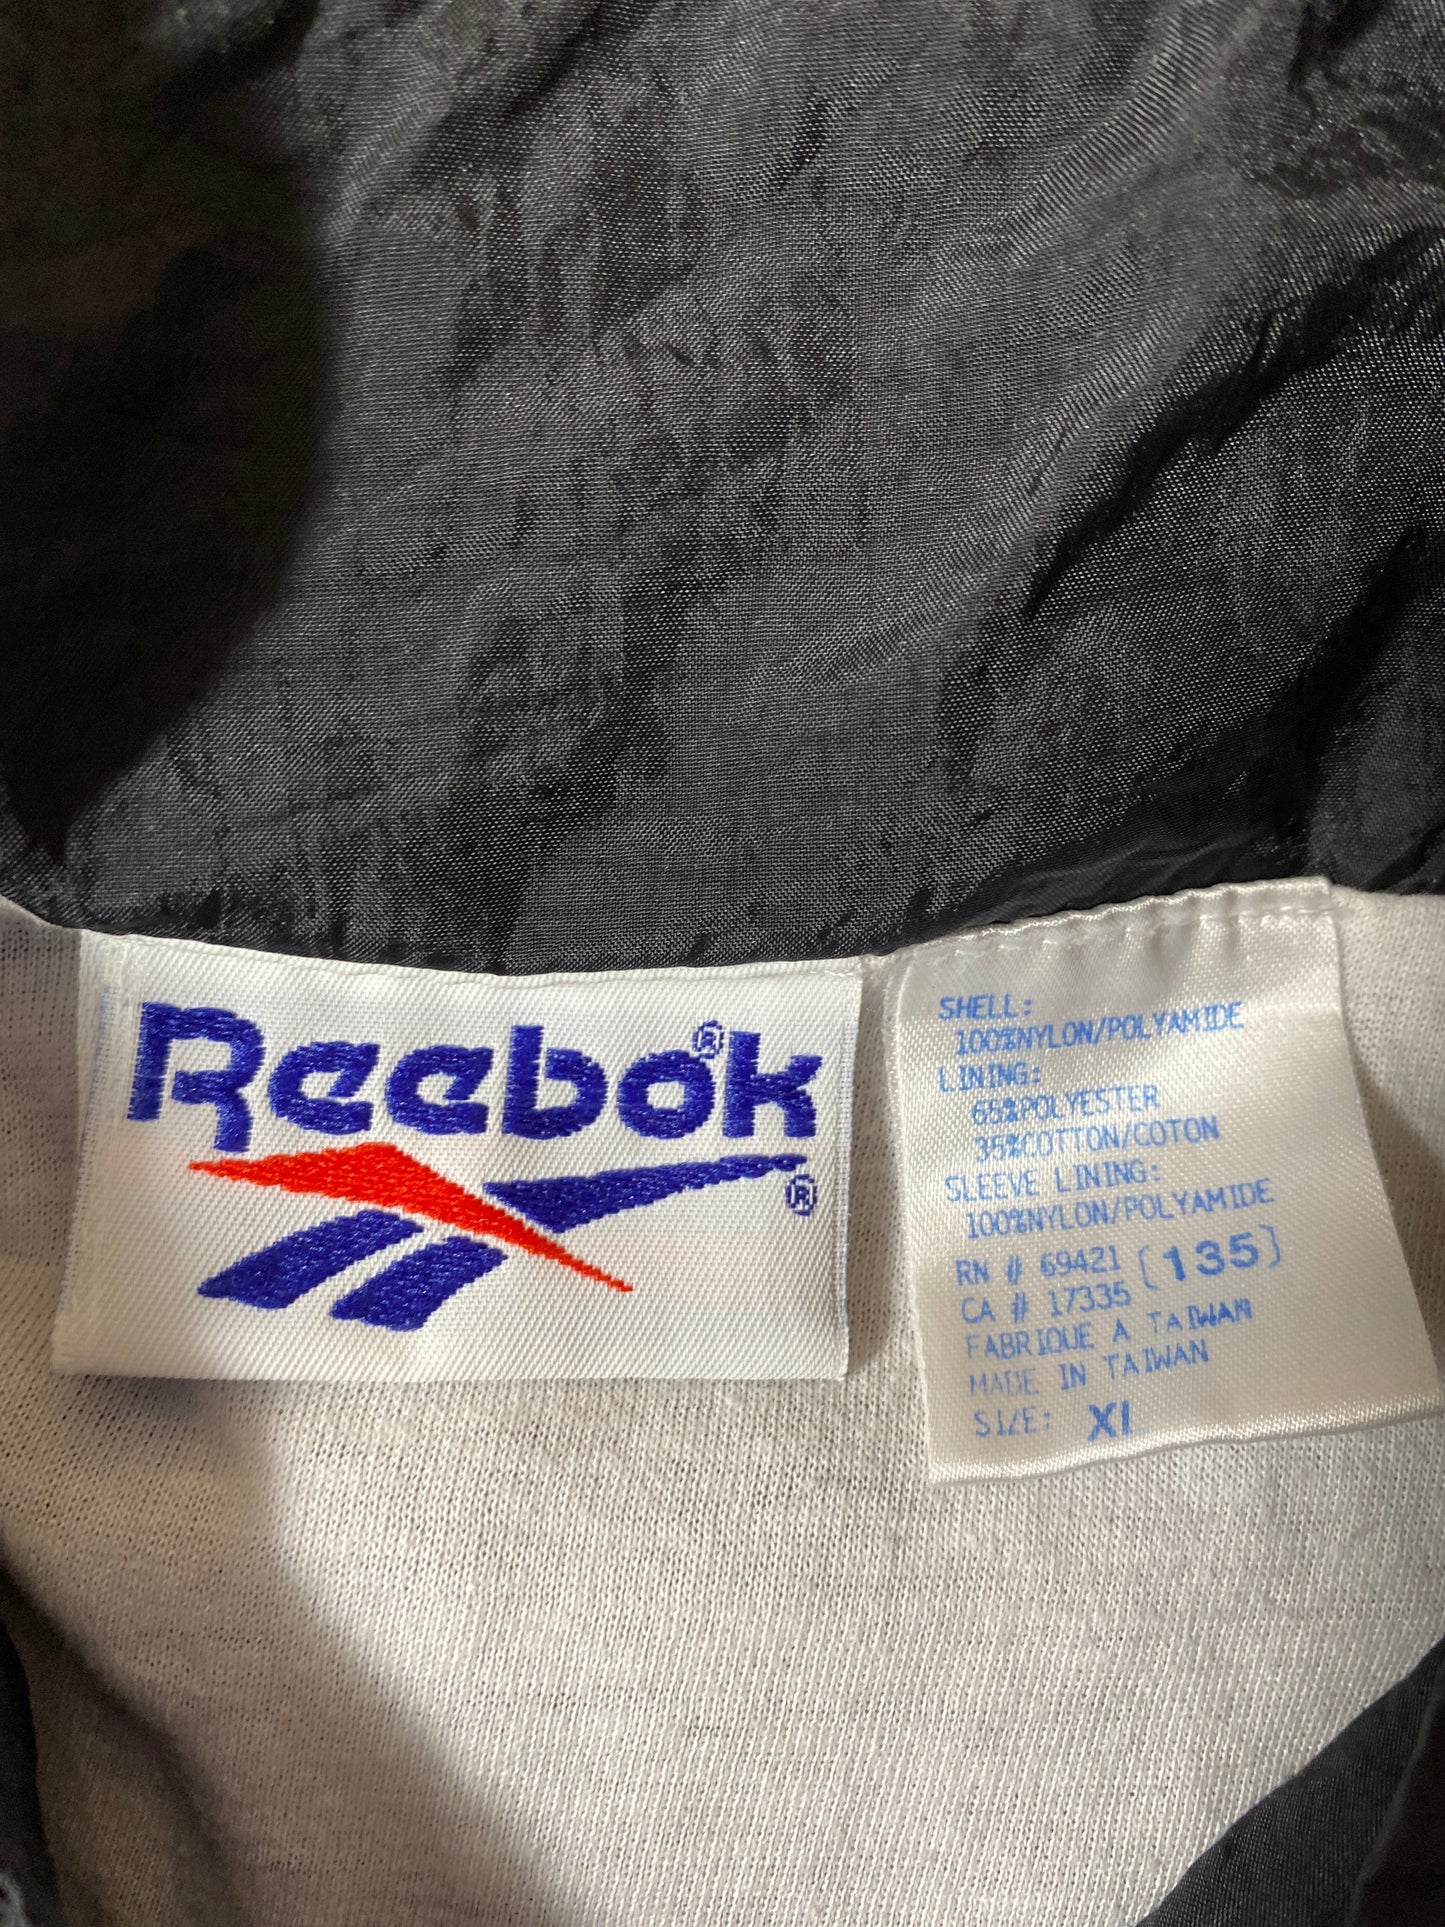 Reebok®
®
SHELL:
100%NYLON/POLYAMIDE
LINING:
65%POLYESTER
35%COTTON/COTON
SLEEVE LINING:
100%NYLON/POLYAMIDE
RN # 69421 [135]
CA # 17335
FABRIQUE A TAIWAN
MADE IN TAIWAN
SIZE: XL